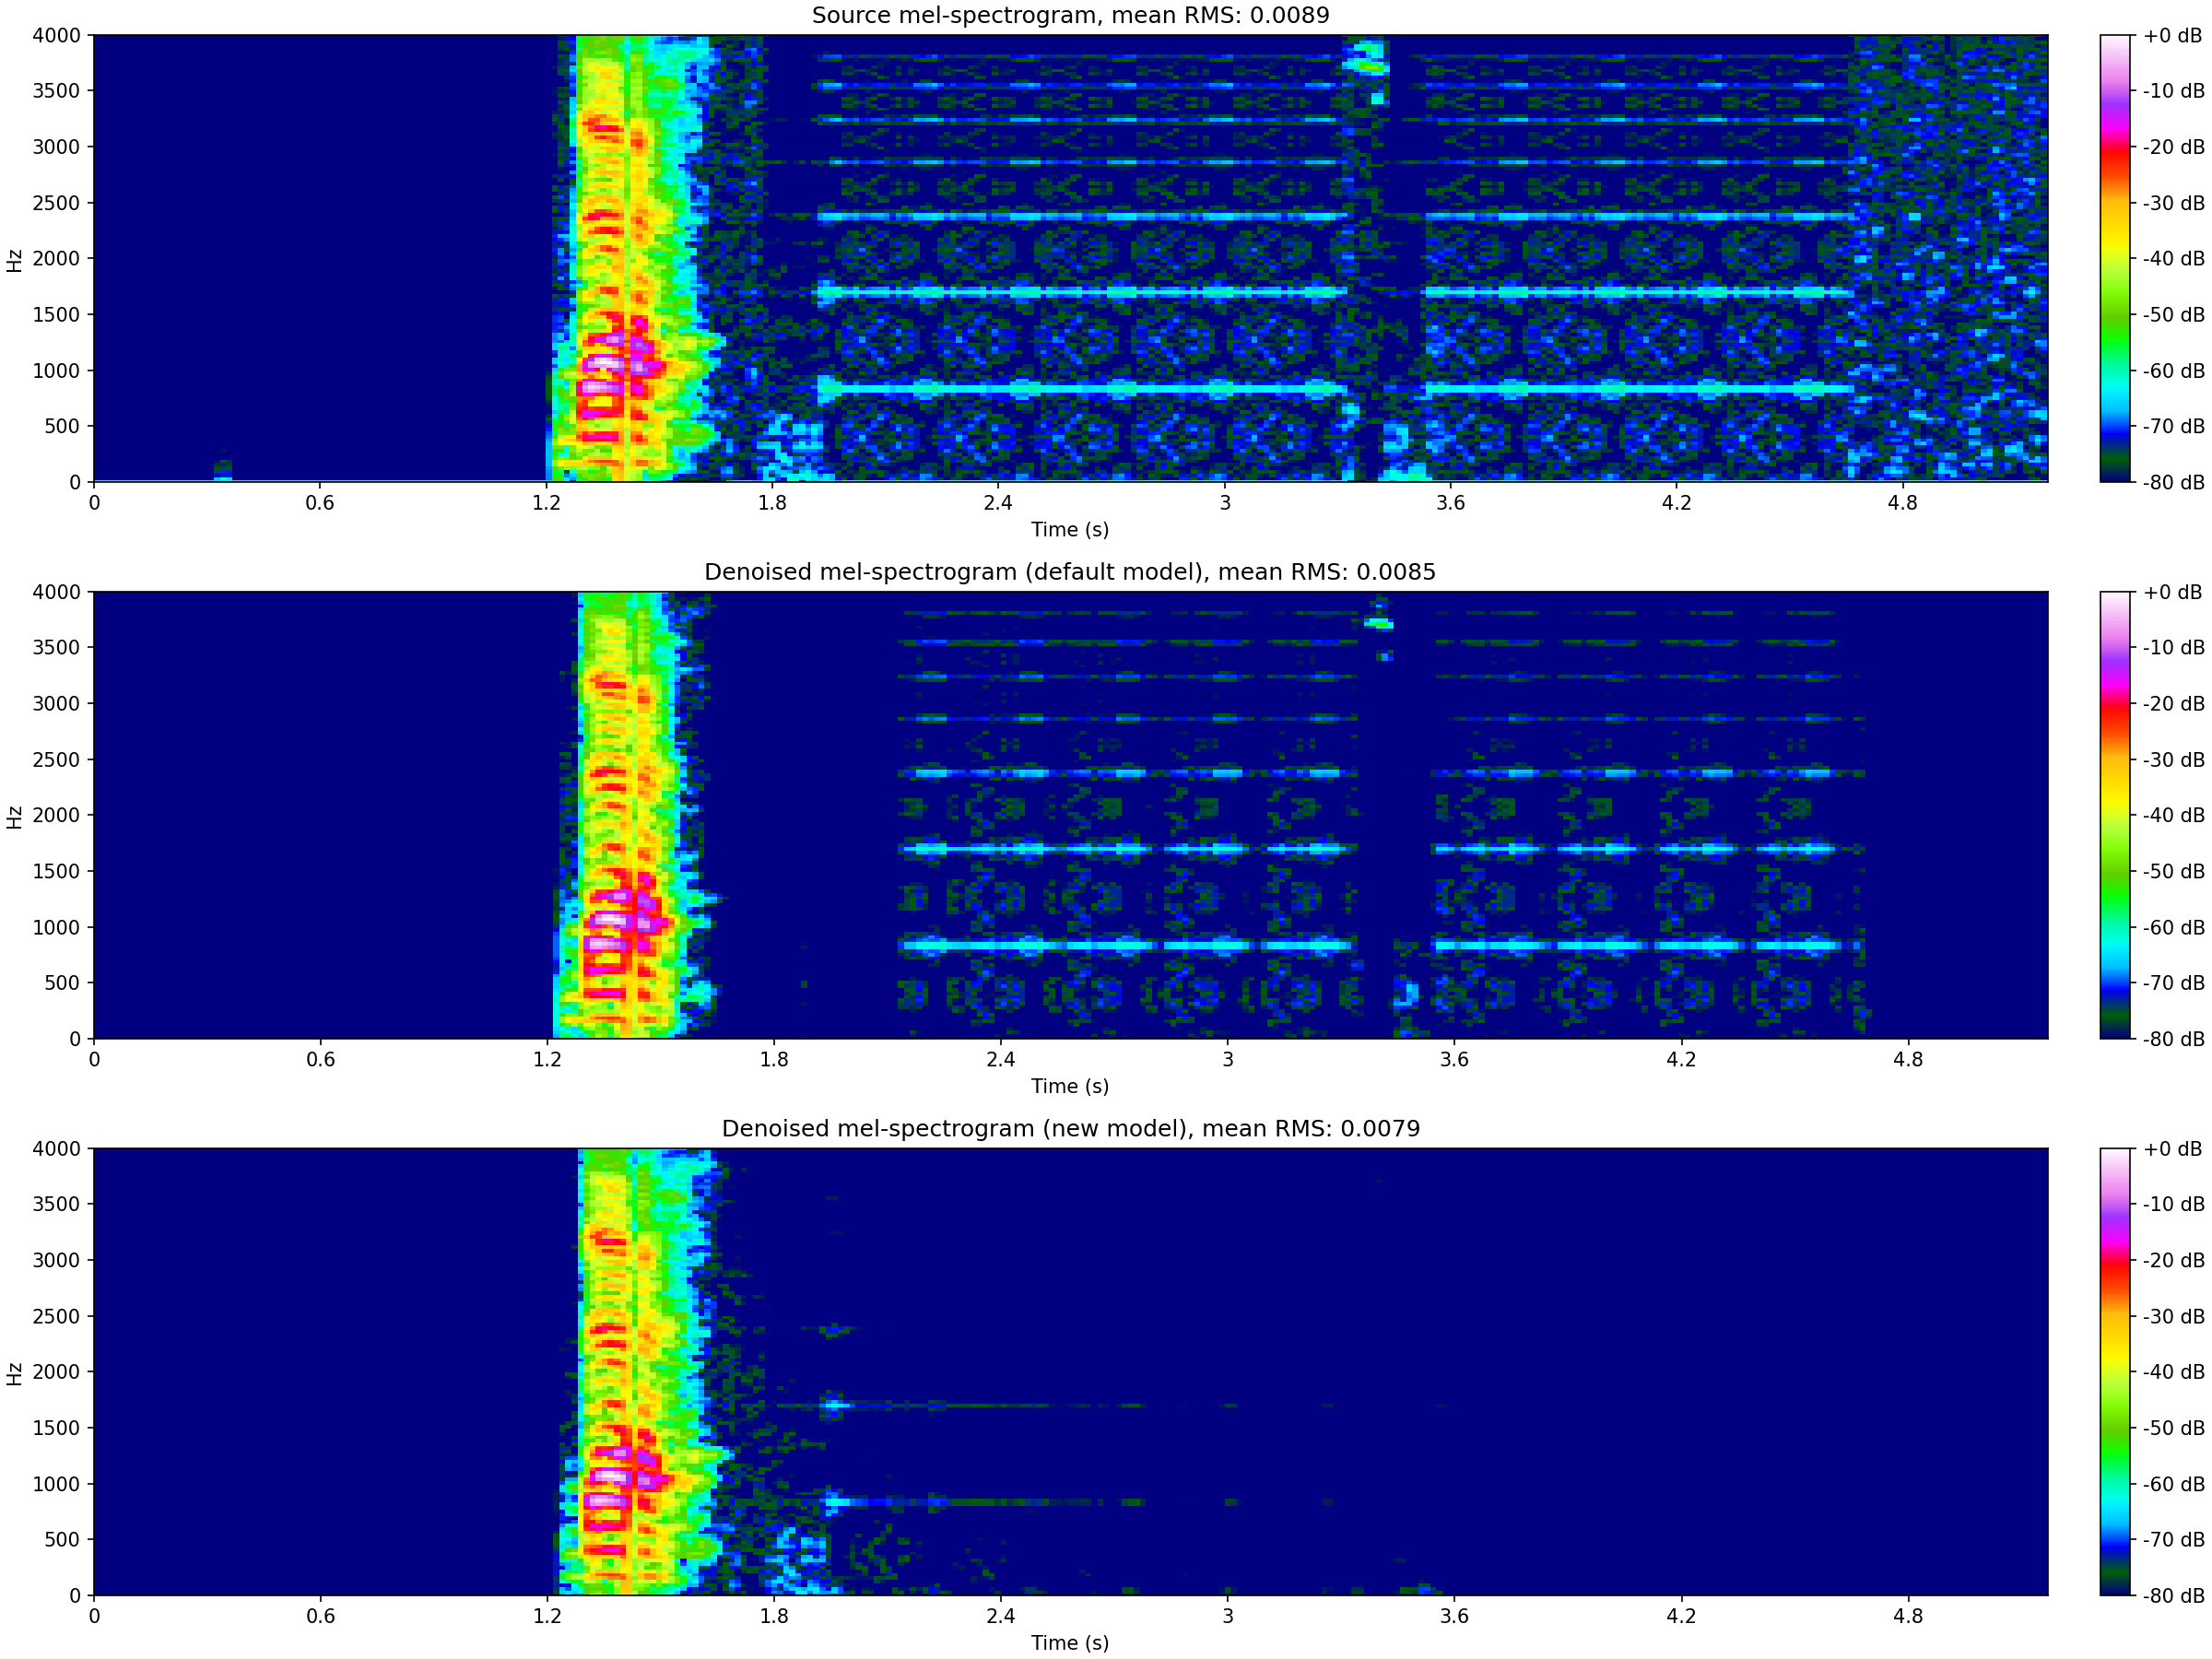 Source mel-spectrogram, mean RMS: 0.0089
4000
3500
3000
2500
2000
1500
1000
500
0
Hz
0 0.6 1.2 1.8 2.4 3 3.6 4.2 4.8
Time (s)
+0 dB
-10 dB
-20 dB
-30 dB
-40 dB
-50 dB
-60 dB
-70 dB
-80 dB
Denoised mel-spectrogram (default model), mean RMS: 0.0085
4000
3500
3000
2500
2000
1500
1000
500
0
Hz
0 0.6 1.2 1.8 2.4 3 3.6 4.2 4.8
Time (s)
+0 dB
-10 dB
-20 dB
-30 dB
-40 dB
-50 dB
-60 dB
-70 dB
-80 dB
Denoised mel-spectrogram (new model), mean RMS: 0.0079
4000
3500
3000
2500
2000
1500
1000
500
0
Hz
0 0.6 1.2 1.8 2.4 3 3.6 4.2 4.8
Time (s)
+0 dB
-10 dB
-20 dB
-30 dB
-40 dB
-50 dB
-60 dB
-70 dB
-80 dB